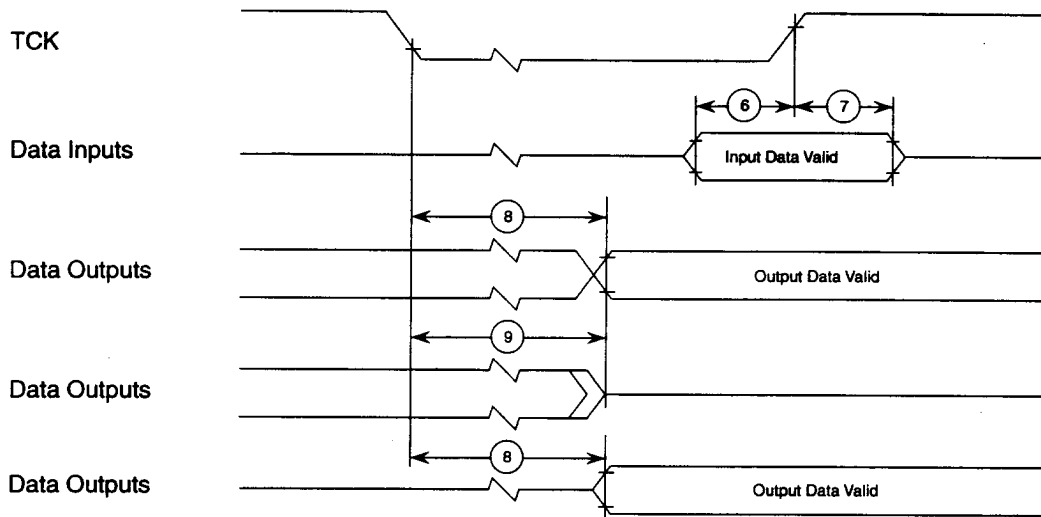 TCK
6 7
Data Inputs Input Data Valid
8
Data Outputs Output Data Valid
9
Data Outputs
8
Data Outputs Output Data Valid